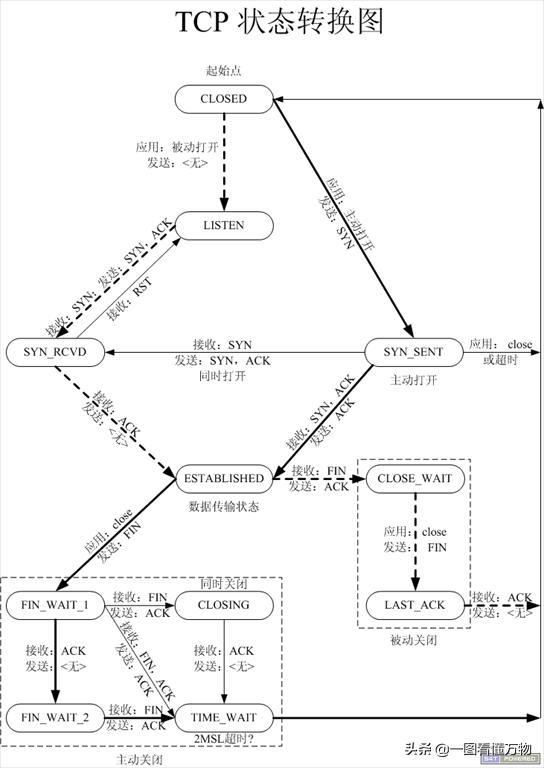 TCP 状态转换图
起始点
CLOSED
应用：被动打开
发送：<无>
应用：主动打开
发送：SYN
LISTEN
接收：SYN；发送：SYN，ACK
接收：RST
SYN_RCVD
接收：SYN
发送：SYN，ACK
同时打开
SYN_SENT
主动打开
应用： close
或超时
接收：ACK
发送：<无>
接收：SYN，ACK
发送：ACK
ESTABLISHED
数据传输状态
接收：FIN
发送：ACK
CLOSE_WAIT
应用：close
发送： FIN
应用：close
发送：FIN
LAST_ACK
接收：ACK
发送：<无>
被动关闭
同时关闭
FIN_WAIT_1
接收：FIN
发送：ACK
CLOSING
接收：ACK
发送：<无>
接收：FIN，ACK
发送：ACK
接收：ACK
发送：<无>
FIN_WAIT_2
接收：FIN
发送：ACK
TIME_WAIT
2MSL超时?
主动关闭
头条 @一图看懂万物
S4T POWERED